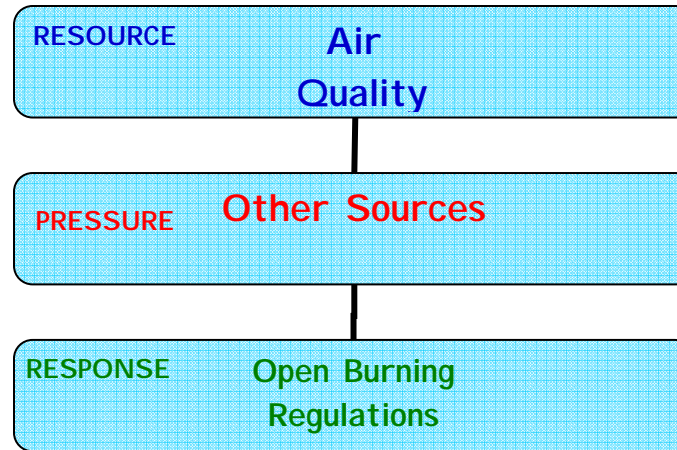 RESOURCE Air
Quality
PRESSURE Other Sources
RESPONSE Open Burning
Regulations